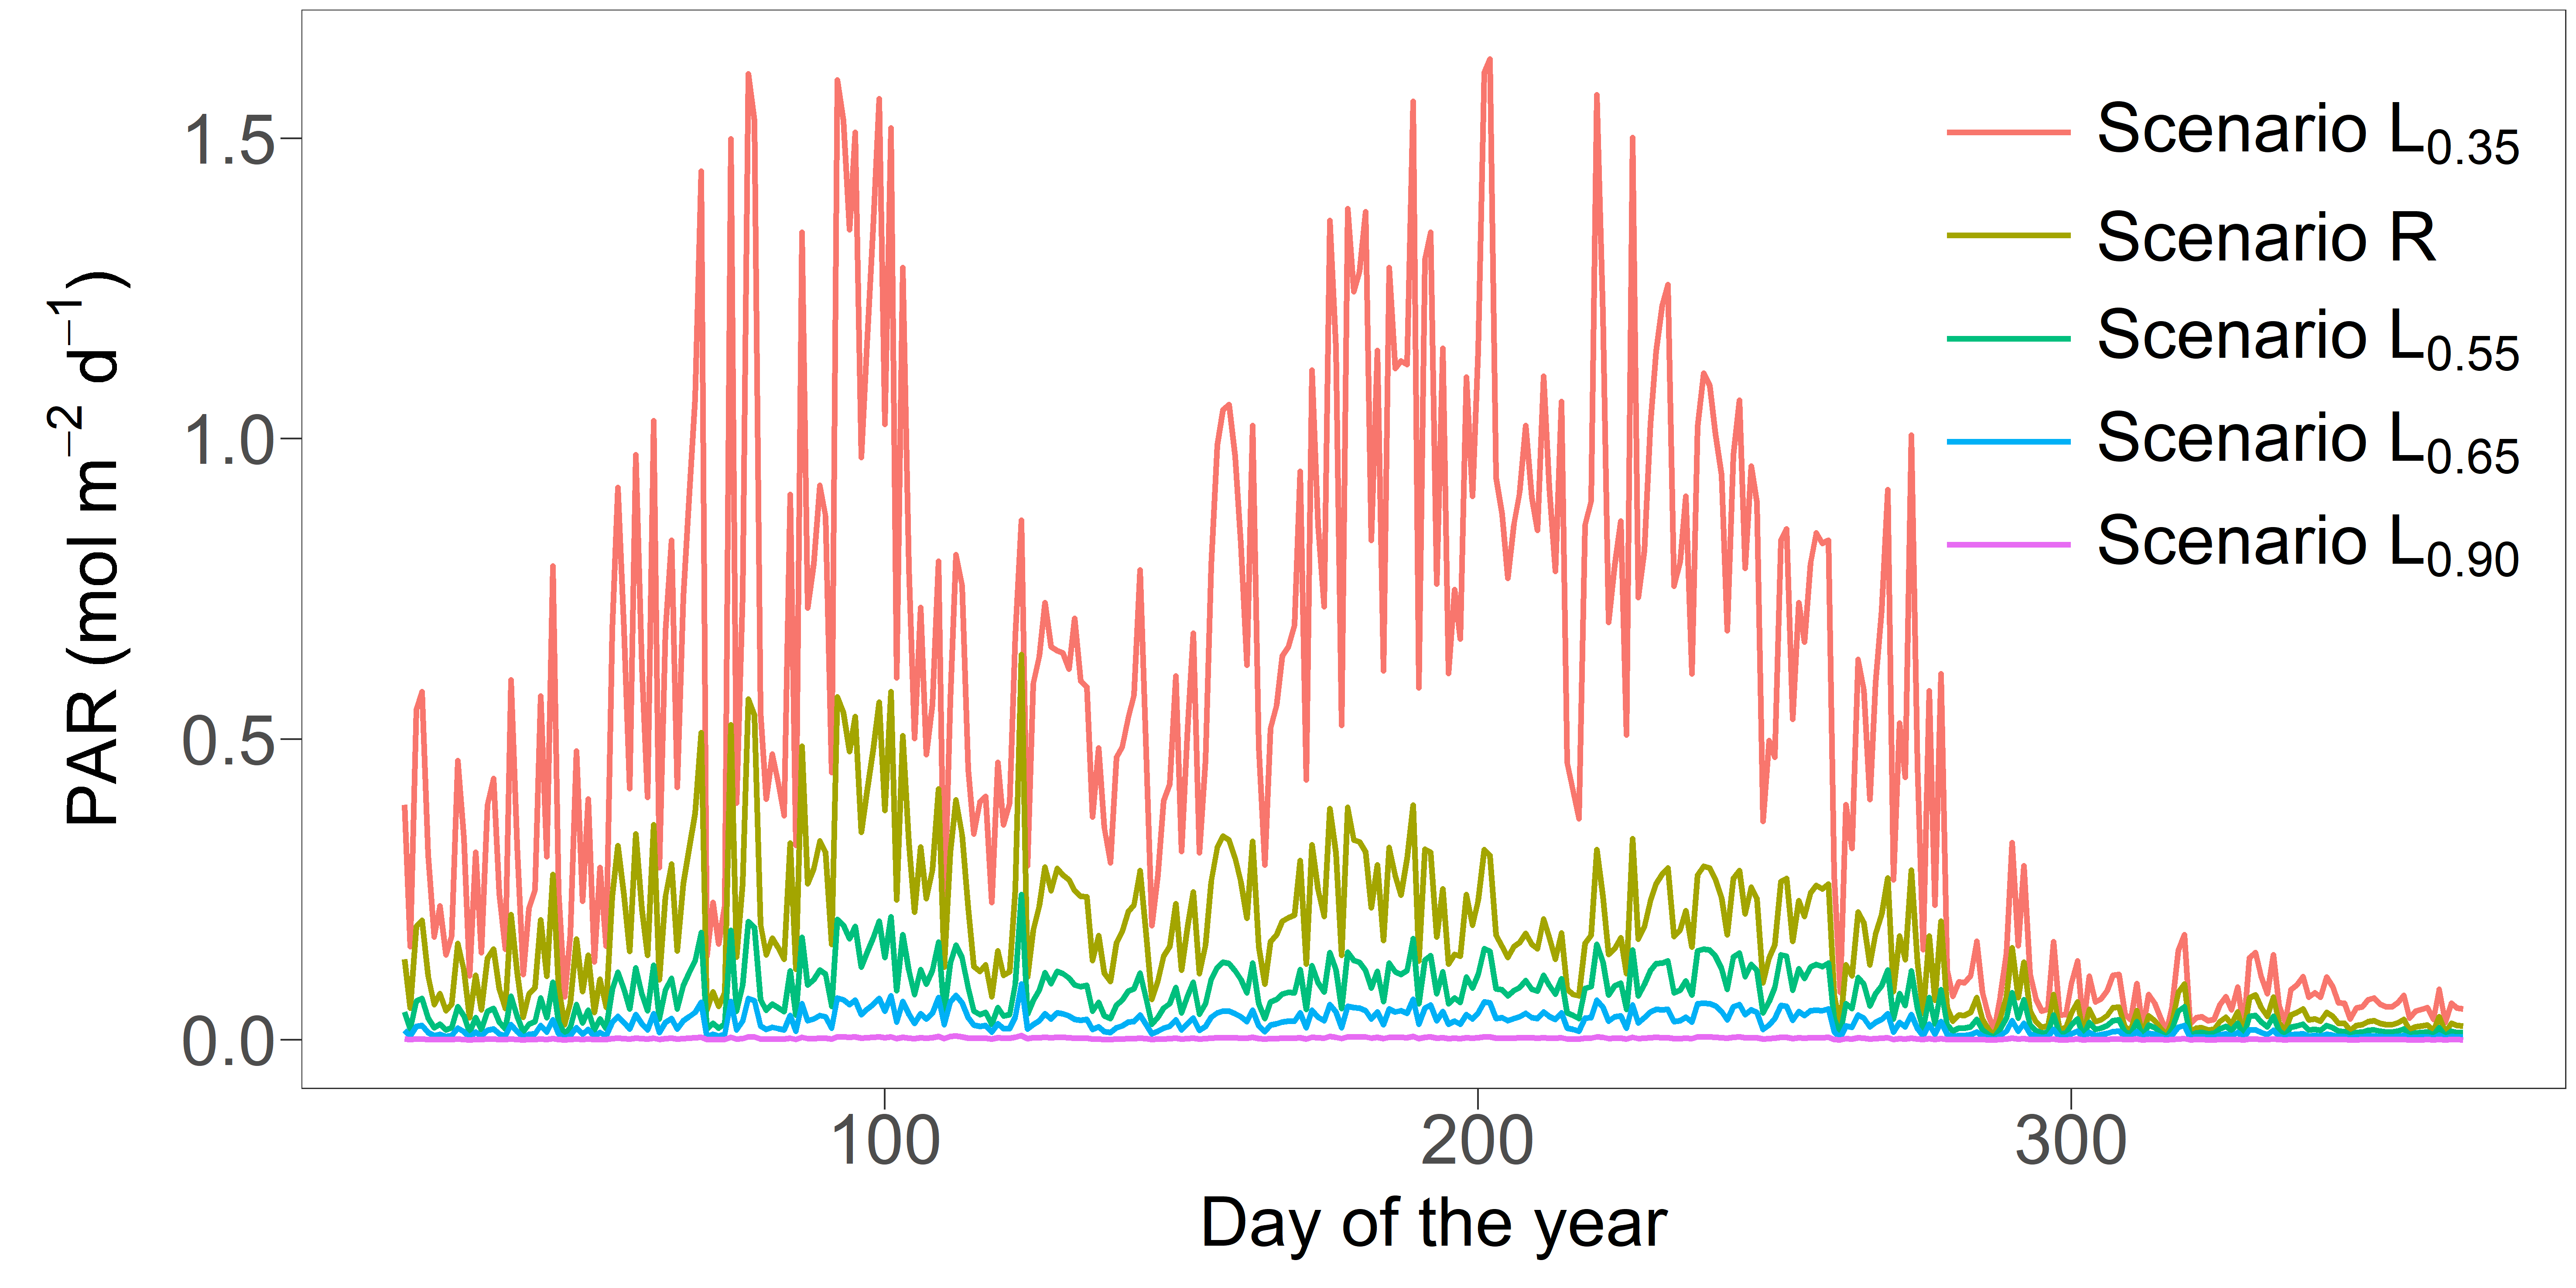 PAR (mol m⁻² d⁻¹)
1.5
1.0
0.5
0.0
Scenario L₀.₃₅
Scenario R
Scenario L₀.₅₅
Scenario L₀.₆₅
Scenario L₀.₉₀
100 200 300
Day of the year